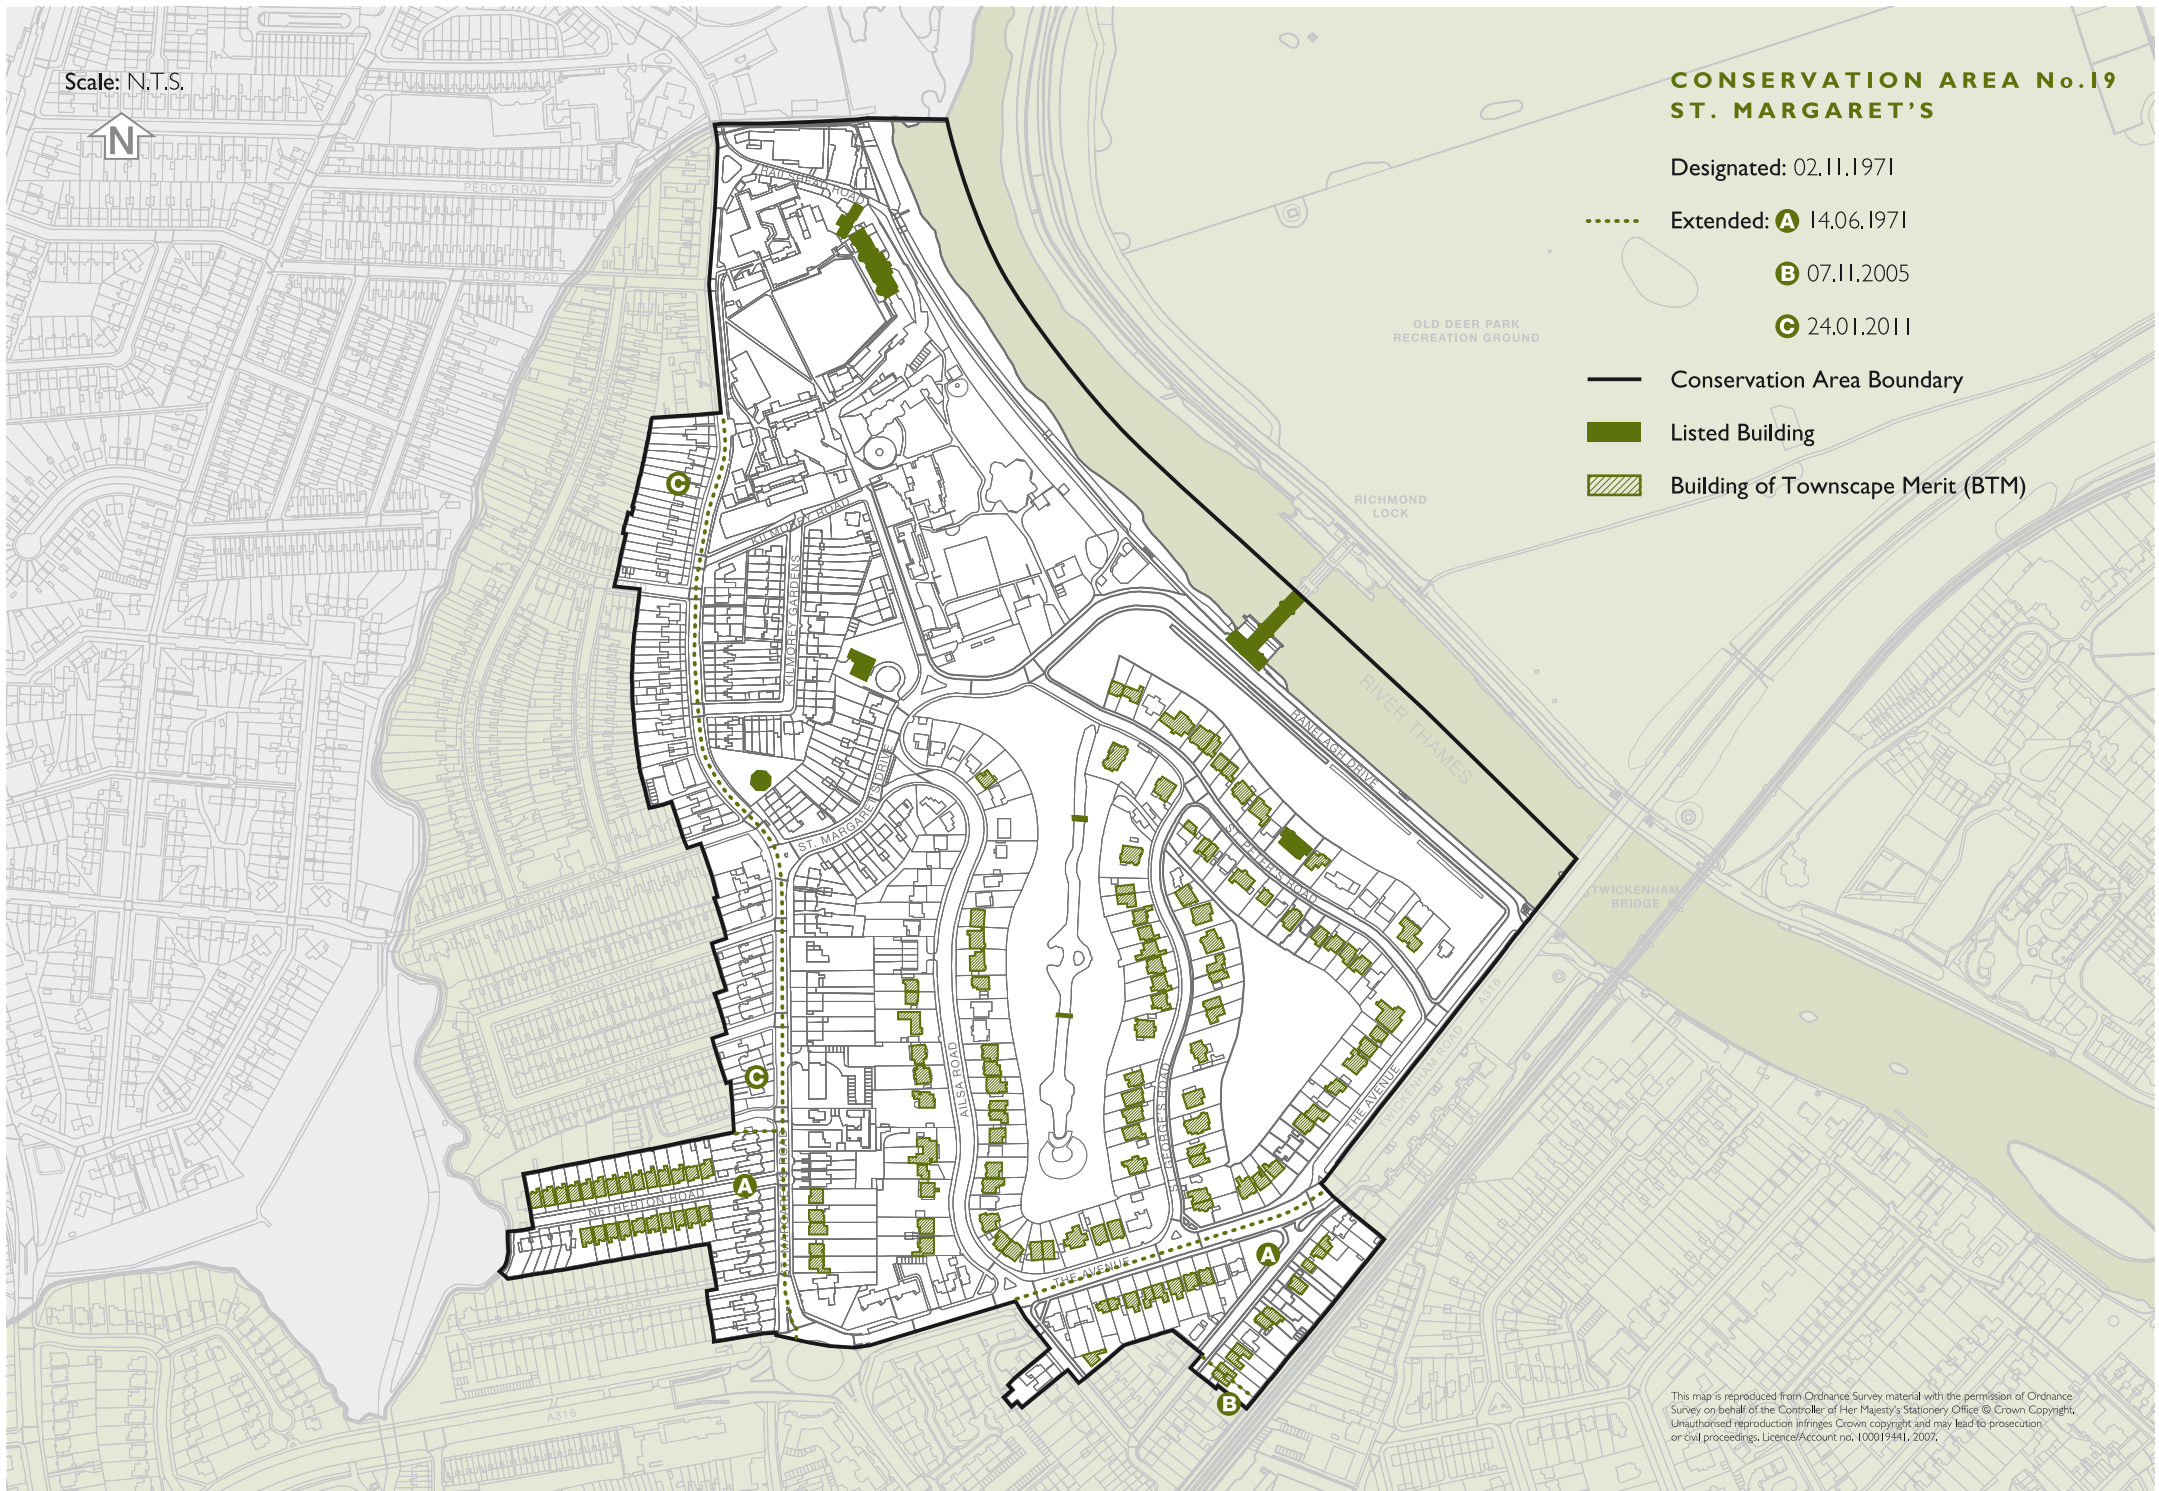 Scale: N.T.S.
N
CONSERVATION AREA No.19
ST. MARGARET'S
Designated: 02.11.1971
Extended: A 14.06.1971
B 07.11.2005
C 24.01.2011
Conservation Area Boundary
Listed Building
Building of Townscape Merit (BTM)
PERCY ROAD
TALBOT ROAD
RAILSHEAD ROAD
OLD DEER PARK
RECREATION GROUND
RICHMOND
LOCK
C
KILMOREY ROAD
KILMOREY GARDENS
RIVER THAMES
RANELAGH DRIVE
ST. MARGARET'S DRIVE
ST. PETER'S ROAD
TWICKENHAM
BRIDGE
A316
TWICKENHAM ROAD
AILSA ROAD
ST. GEORGE'S ROAD
THE AVENUE
C
A
NETHERTON ROAD
THE AVENUE
A
B
A316
This map is reproduced from Ordnance Survey material with the permission of Ordnance
Survey on behalf of the Controller of Her Majesty's Stationery Office © Crown Copyright.
Unauthorised reproduction infringes Crown copyright and may lead to prosecution
or civil proceedings. Licence/Account no. 100019441. 2007.